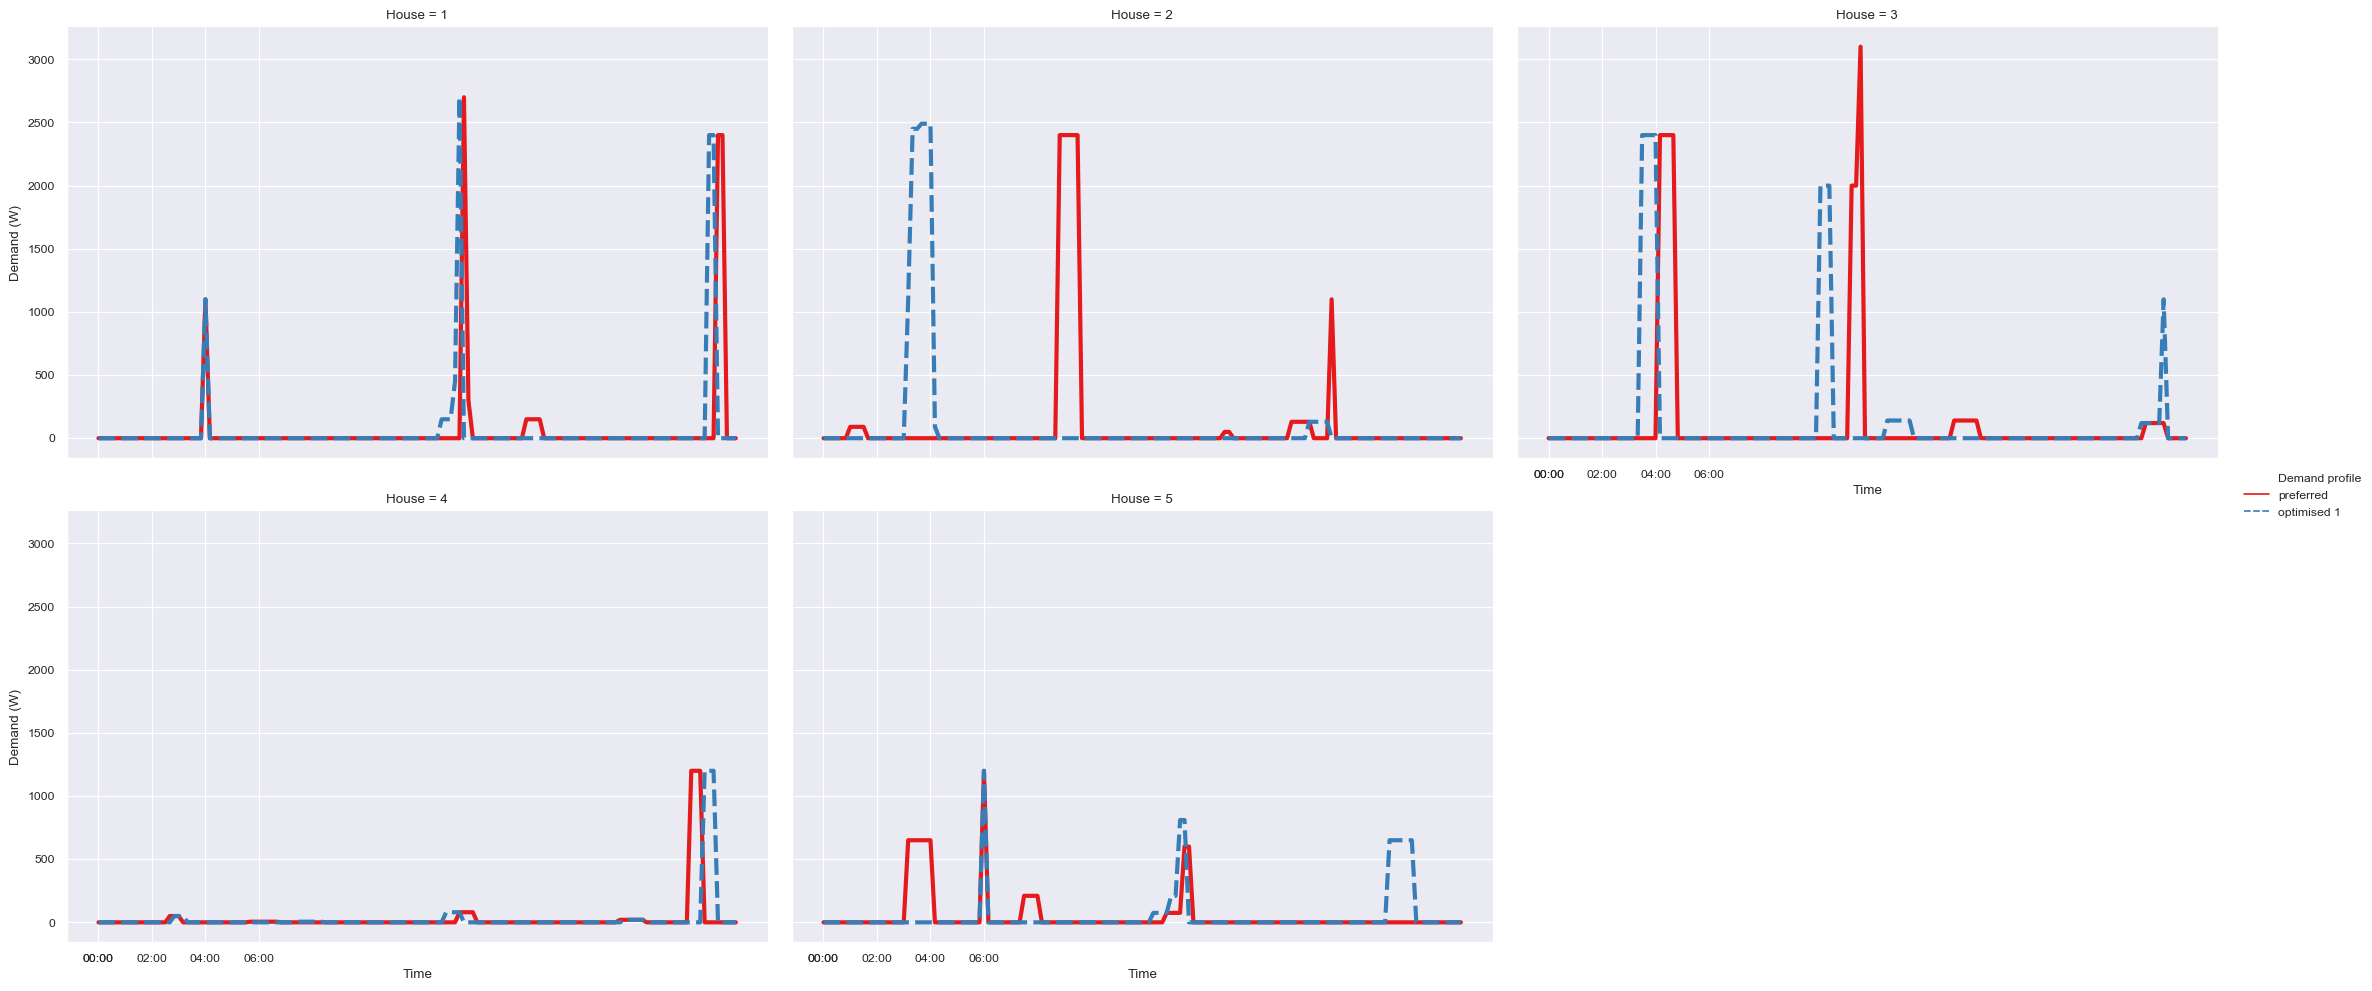 House = 1
House = 2
House = 3
3000
2500
2000
1500
1000
500
0
Demand (W)
00:00 02:00 04:00 06:00
Time
House = 4
House = 5
Demand profile
preferred
optimised 1
3000
2500
2000
1500
1000
500
0
Demand (W)
00:00 02:00 04:00 06:00
Time
00:00 02:00 04:00 06:00
Time